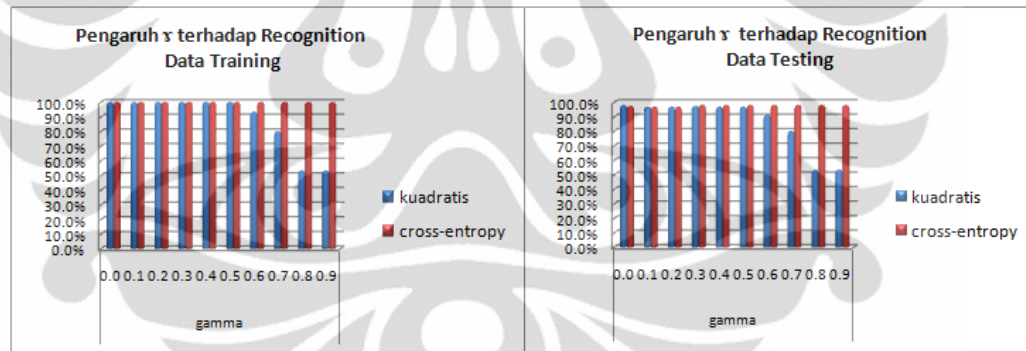 Pengaruh ɤ terhadap Recognition
Data Training
100.0%
90.0%
80.0%
70.0%
60.0%
50.0%
40.0%
30.0%
20.0%
10.0%
0.0%
0.0 0.1 0.2 0.3 0.4 0.5 0.6 0.7 0.8 0.9
gamma
kuadratis
cross-entropy
Pengaruh ɤ terhadap Recognition
Data Testing
100.0%
90.0%
80.0%
70.0%
60.0%
50.0%
40.0%
30.0%
20.0%
10.0%
0.0%
0.0 0.1 0.2 0.3 0.4 0.5 0.6 0.7 0.8 0.9
gamma
kuadratis
cross-entropy